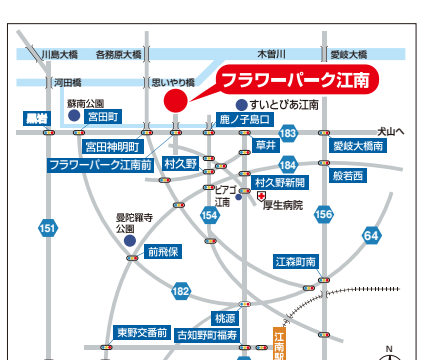 川島大橋
各務原大橋
木曽川
愛岐大橋
河田橋
思いやり橋
フラワーパーク江南
蘇南公園
すいとぴあ江南
黒岩
宮田町
鹿ノ子島口
183
犬山へ
宮田神明町
草井
愛岐大橋南
フラワーパーク江南前
村久野
184
般若西
ピアゴ
江南
村久野新開
厚生病院
曼陀羅寺
公園
154
156
151
64
前飛保
江森町南
182
桃源
東野交番前
古知野町福寿
江南駅
N